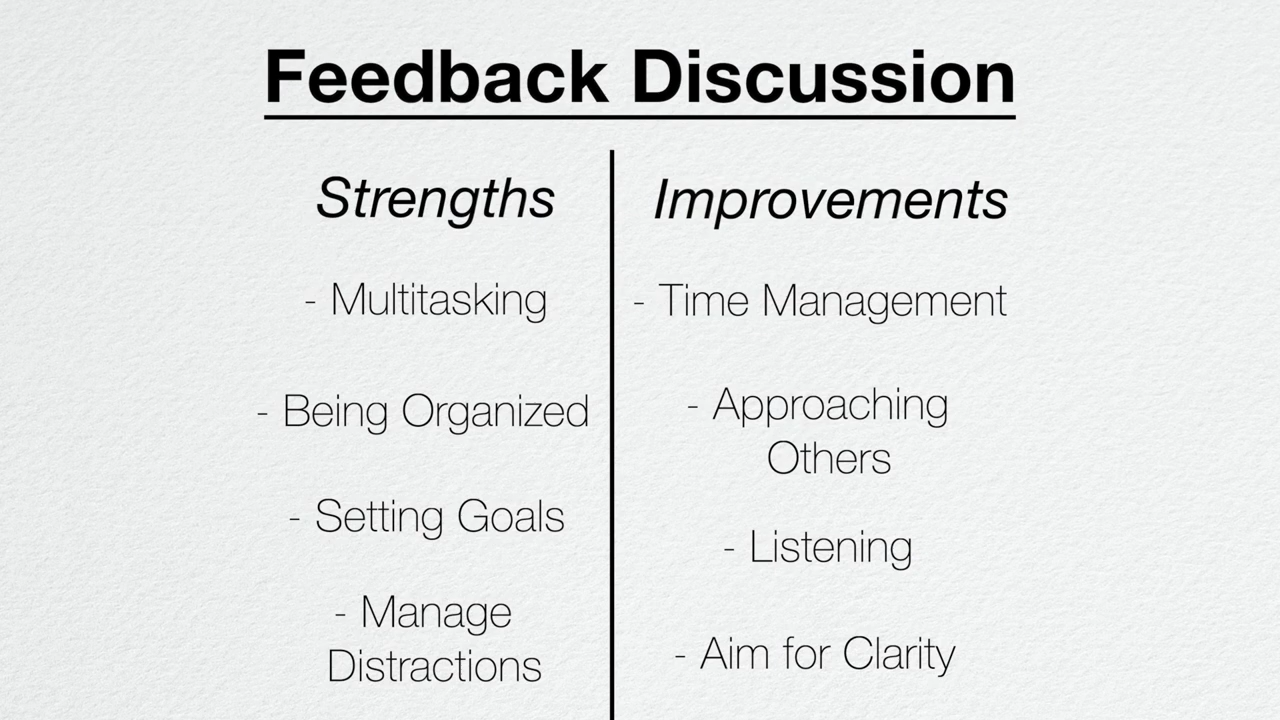 Feedback Discussion
Strengths
- Multitasking
- Being Organized
- Setting Goals
- Manage
Distractions
Improvements
- Time Management
- Approaching
Others
- Listening
- Aim for Clarity